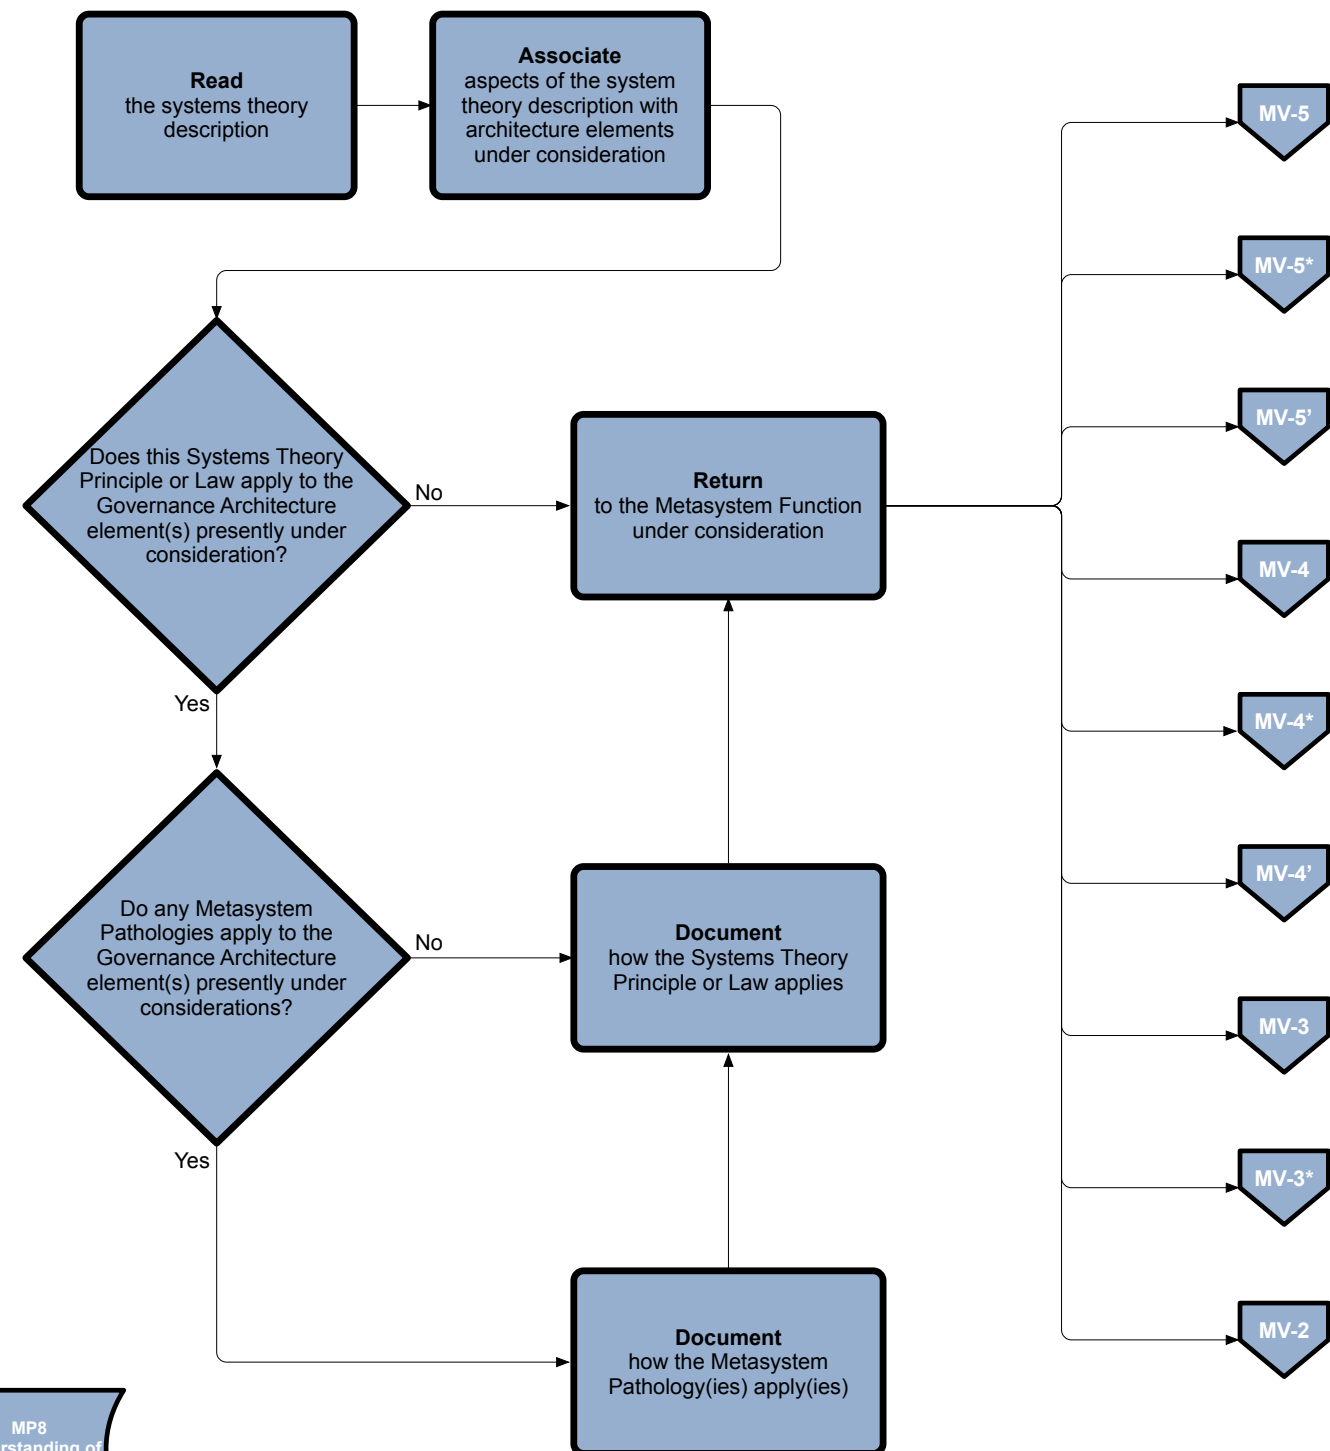 Read
the systems theory
description
Associate
aspects of the system
theory description with
architecture elements
under consideration
MV-5
MV-5*
MV-5’
MV-4
MV-4*
MV-4’
MV-3
MV-3*
MV-2
Does this Systems Theory
Principle or Law apply to the
Governance Architecture
element(s) presently under
consideration?
No
Yes
Return
to the Metasystem Function
under consideration
Do any Metasystem
Pathologies apply to the
Governance Architecture
element(s) presently under
considerations?
No
Yes
Document
how the Systems Theory
Principle or Law applies
Document
how the Metasystem
Pathology(ies) apply(ies)
MP8
of